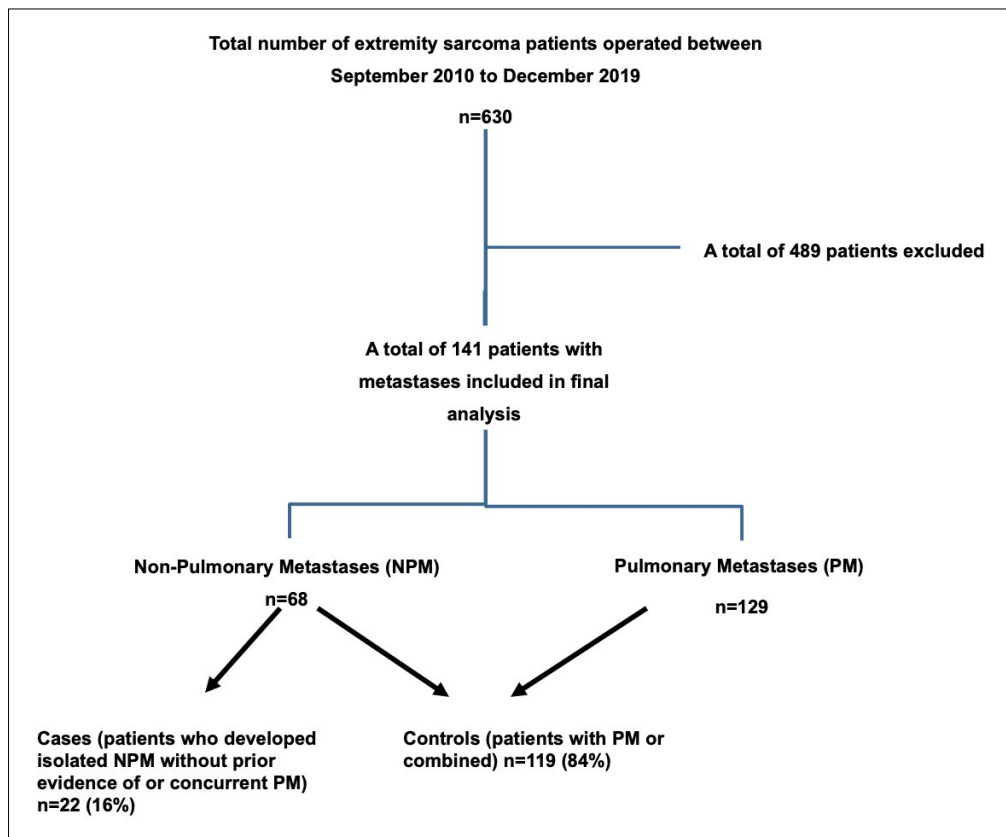 Total number of extremity sarcoma patients operated between
September 2010 to December 2019
n=630
A total of 489 patients excluded
A total of 141 patients with
metastases included in final
analysis
Non-Pulmonary Metastases (NPM)
n=68
Pulmonary Metastases (PM)
n=129
Cases (patients who developed
isolated NPM without prior
evidence of or concurrent PM)
n=22 (16%)
Controls (patients with PM or
combined) n=119 (84%)